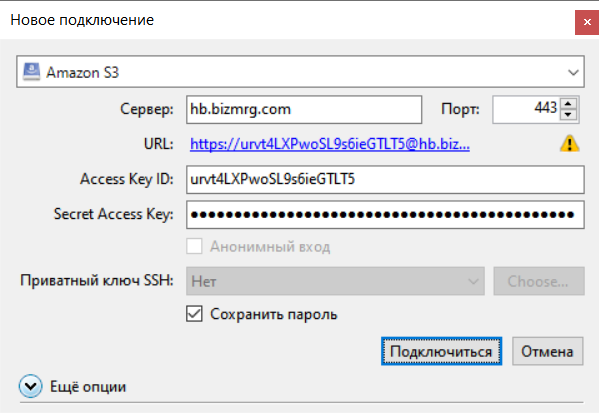 Новое подключение
Amazon S3
Сервер: hb.bizmrg.com Порт: 443
URL: https://urvt4LXPwoSL9s6ieGTLT5@hb.biz...
Access Key ID: urvt4LXPwoSL9s6ieGTLT5
Secret Access Key: ●●●●●●●●●●●●●●●●●●●●●●●●●●●●●●●●●●●●●●●●●●●●
Анонимный вход
Приватный ключ SSH: Нет Choose...
Сохранить пароль
Подключиться Отмена
Ещё опции